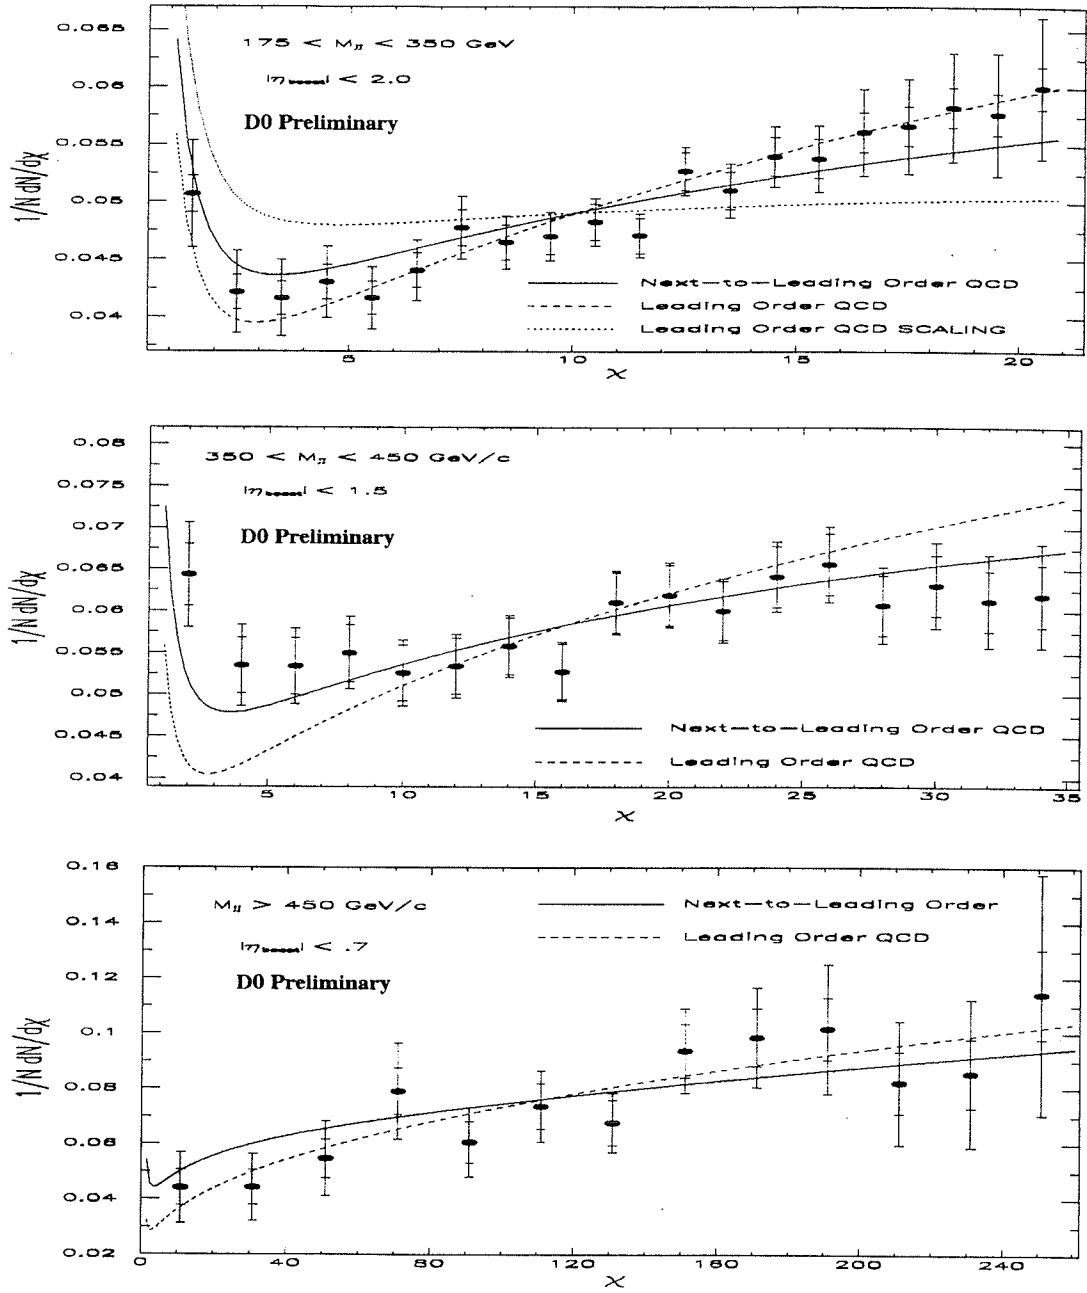 0.065
0.06
0.055
0.05
0.045
0.04
1/N dN/dχ
175 < M_jj < 350 GeV
|η| < 2.0
D0 Preliminary
Next-to-Leading Order QCD
Leading Order QCD
Leading Order QCD SCALING
5 10 15 20
χ
0.08
0.075
0.07
0.065
0.06
0.055
0.05
0.045
0.04
1/N dN/dχ
350 < M_jj < 450 GeV/c
|η| < 1.5
D0 Preliminary
Next-to-Leading Order QCD
Leading Order QCD
5 10 15 20 25 30 35
χ
0.16
0.14
0.12
0.1
0.08
0.06
0.04
0.02
1/N dN/dχ
M_jj > 450 GeV/c
|η| < .7
D0 Preliminary
Next-to-Leading Order
Leading Order QCD
0 40 80 120 160 200 240
χ